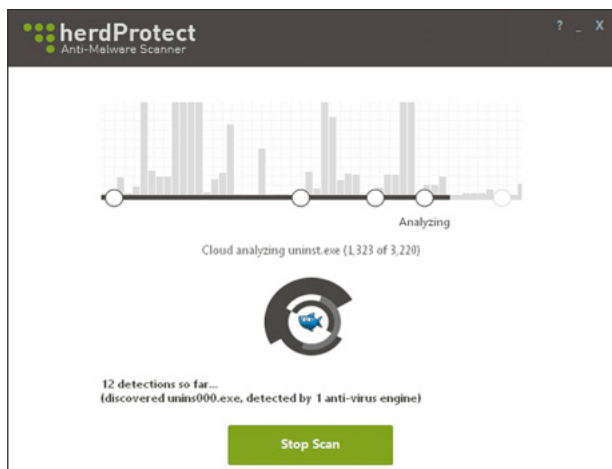 herdProtect
Anti-Malware Scanner
? _ X
Analyzing
Cloud analyzing uninst.exe (1,323 of 3,220)
12 detections so far...
(discovered unins000.exe, detected by 1 anti-virus engine)
Stop Scan